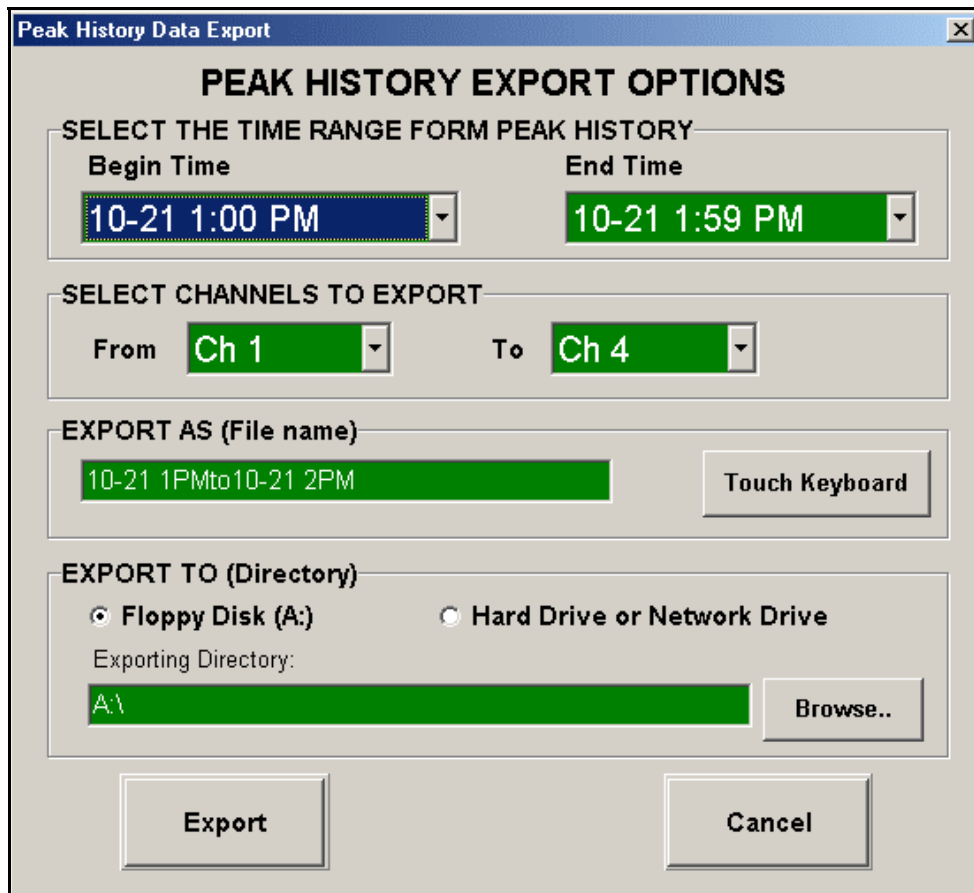 Peak History Data Export
PEAK HISTORY EXPORT OPTIONS
SELECT THE TIME RANGE FORM PEAK HISTORY
Begin Time End Time
10-21 1:00 PM 10-21 1:59 PM
SELECT CHANNELS TO EXPORT
From Ch 1 To Ch 4
EXPORT AS (File name)
10-21 1PMto10-21 2PM Touch Keyboard
EXPORT TO (Directory)
Floppy Disk (A:) Hard Drive or Network Drive
Exporting Directory:
A:\ Browse..
Export Cancel